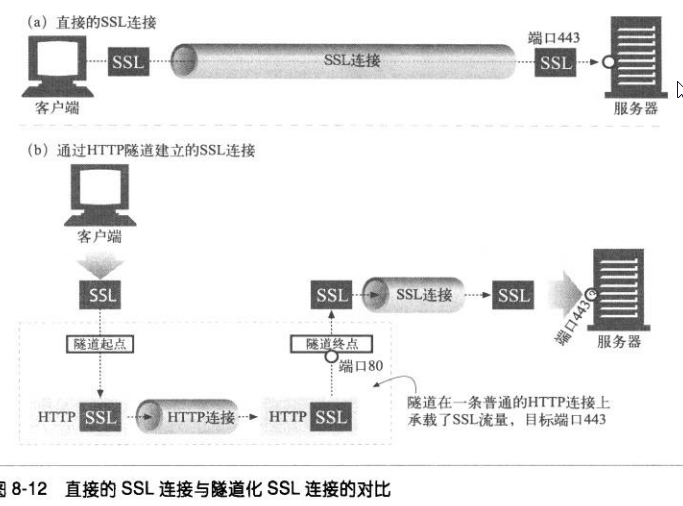 (a) 直接的SSL连接
端口443
SSL
SSL连接
SSL
客户端
服务器
(b) 通过HTTP隧道建立的SSL连接
客户端
SSL
SSL
SSL连接
SSL
端口443
服务器
隧道起点
隧道终点
端口80
HTTP SSL
HTTP连接
HTTP SSL
隧道在一条普通的HTTP连接上
承载了SSL流量，目标端口443
图 8-12 直接的 SSL 连接与隧道化 SSL 连接的对比